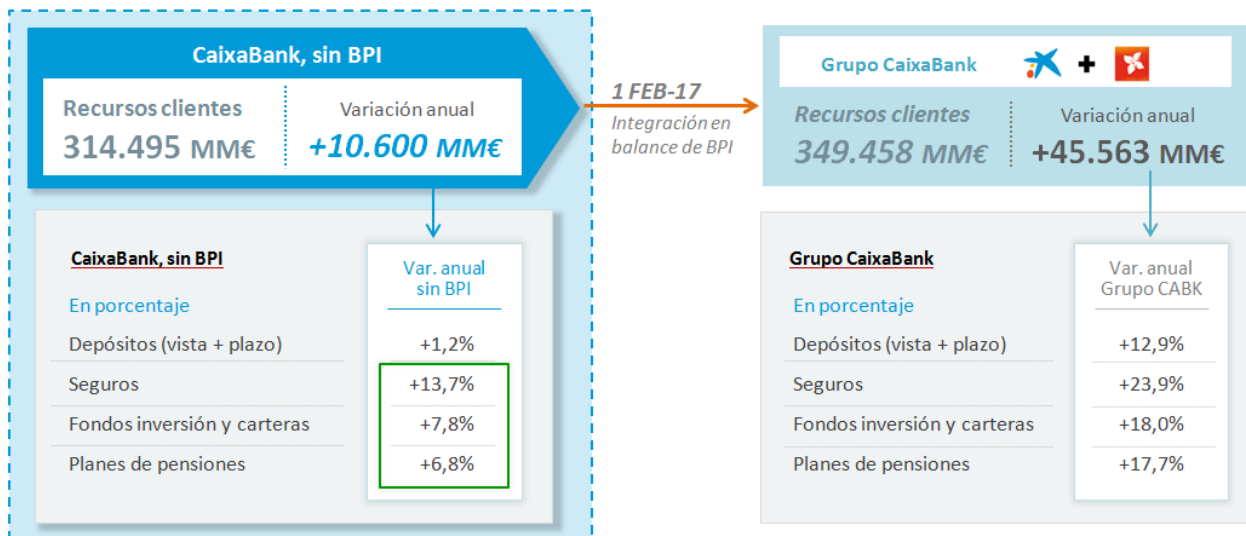 CaixaBank, sin BPI
Recursos clientes
314.495 MM€
Variación anual
+10.600 MM€
1 FEB-17
Integración en
balance de BPI
Grupo CaixaBank
+
Recursos clientes
349.458 MM€
Variación anual
+45.563 MM€
CaixaBank, sin BPI
Var. anual
sin BPI
En porcentaje
Depósitos (vista + plazo) +1,2%
Seguros +13,7%
Fondos inversión y carteras +7,8%
Planes de pensiones +6,8%
Grupo CaixaBank
Var. anual
Grupo CABK
En porcentaje
Depósitos (vista + plazo) +12,9%
Seguros +23,9%
Fondos inversión y carteras +18,0%
Planes de pensiones +17,7%